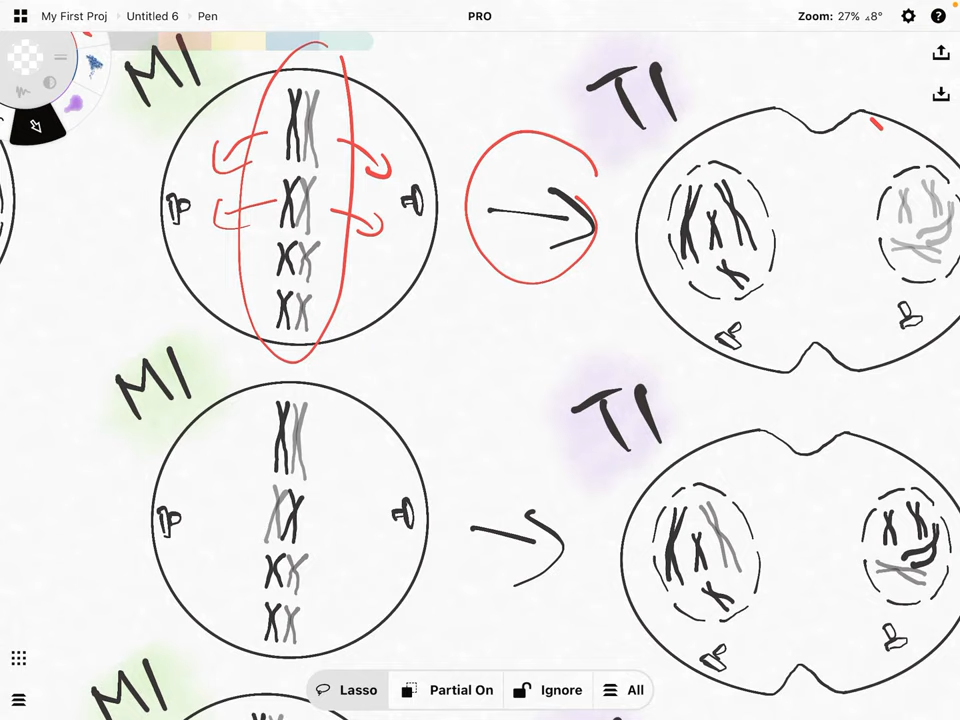 My First Proj > Untitled 6 > Pen
PRO
Zoom: 27% ⦟8°
MI
TI
MI
TI
MI
Lasso
Partial On
Ignore
All